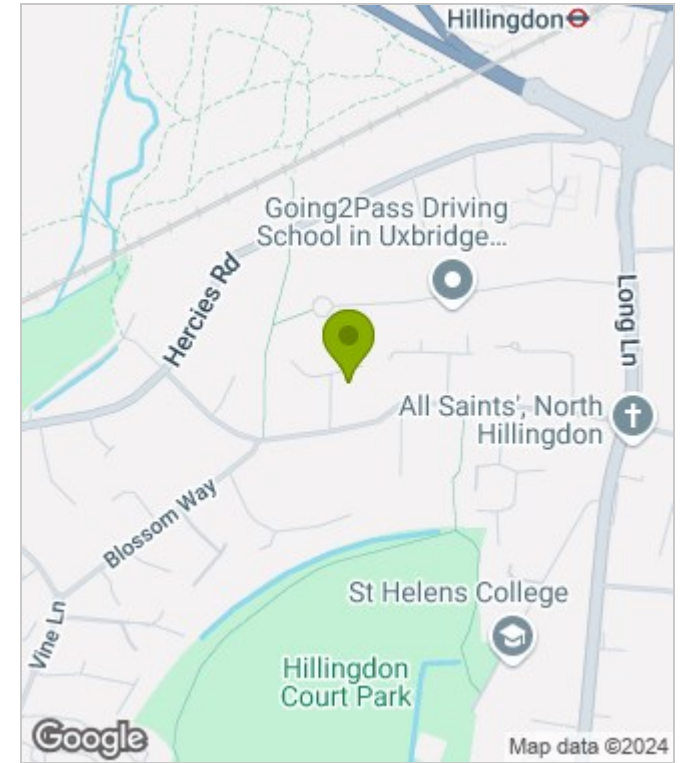 Hillingdon
Going2Pass Driving
School in Uxbridge...
Hercies Rd
Long Ln
All Saints', North
Hillingdon
Blossom Way
St Helens College
Vine Ln
Hillingdon
Court Park
Google
Map data ©2024